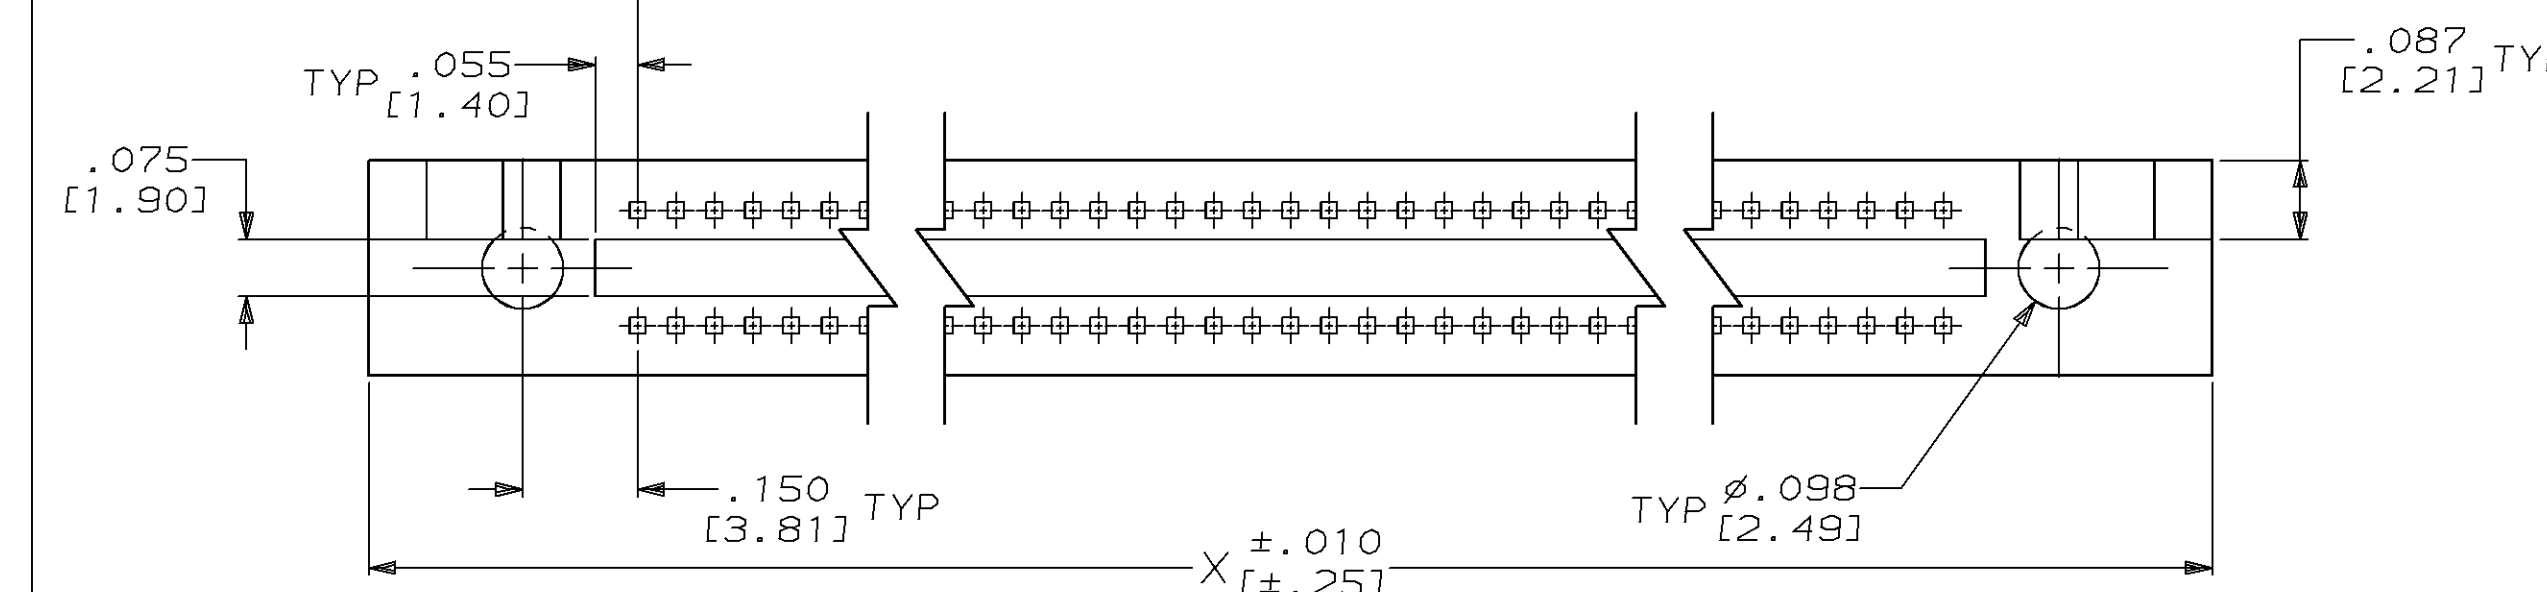 .055
TYP [1.40]
.087
[2.21]
.075
[1.90]
.150
[3.81] TYP
TYP ø.098
[2.49]
X ±.010
[±.25]